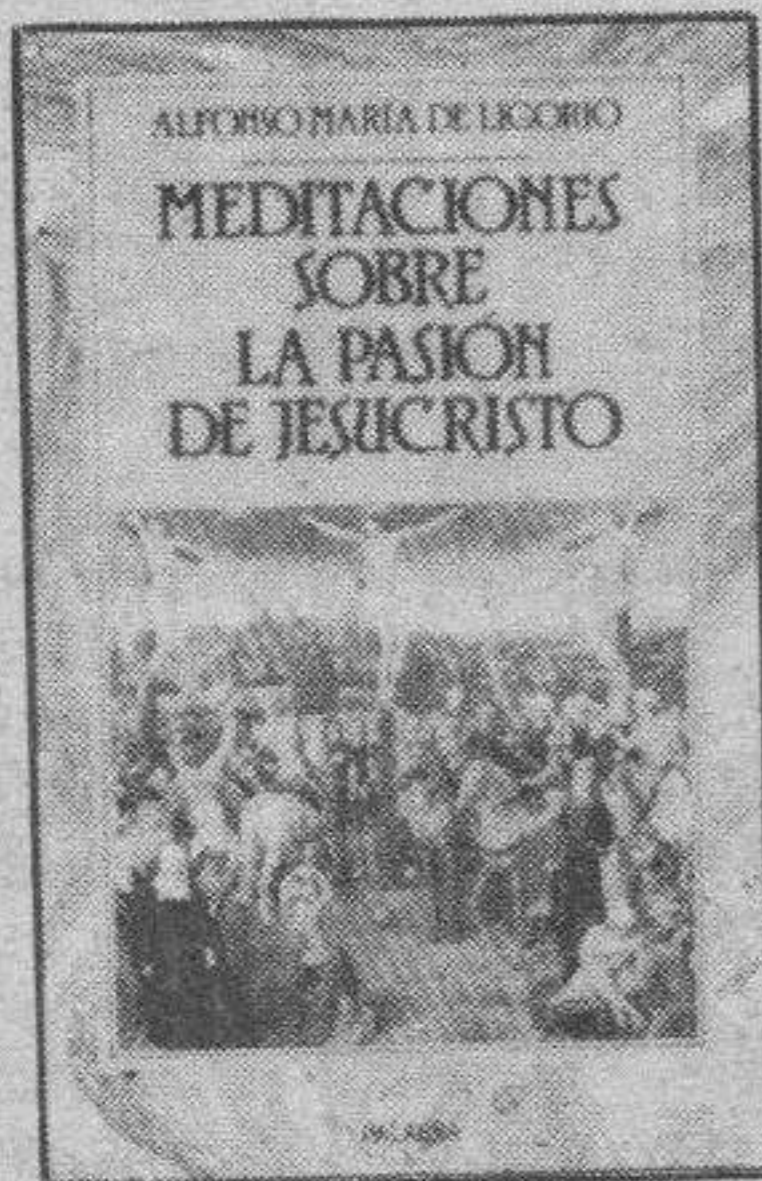 ALFONSO MARÍA DE LIGORIO
MEDITACIONES
SOBRE
LA PASIÓN
DE JESUCRISTO